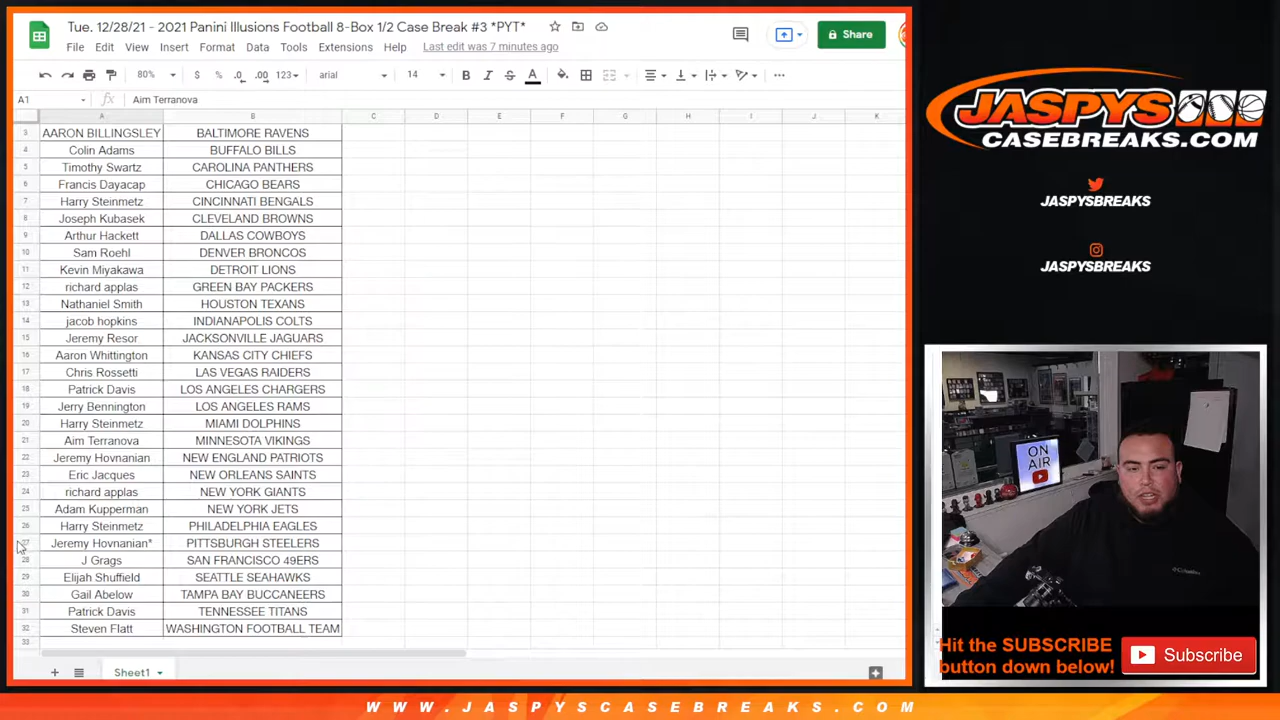 Tue. 12/28/21 - 2021 Panini Illusions Football 8-Box 1/2 Case Break #3 *PYT*
File Edit View Insert Format Data Tools Extensions Help Last edit was 7 minutes ago
Share
80% $ % .0 .00 123 arial 14 B I S A
A1 fx Aim Terranova
A B C D E F G H I J K
3 AARON BILLINGSLEY BALTIMORE RAVENS
4 Colin Adams BUFFALO BILLS
5 Timothy Swartz CAROLINA PANTHERS
6 Francis Dayacap CHICAGO BEARS
7 Harry Steinmetz CINCINNATI BENGALS
8 Joseph Kubasek CLEVELAND BROWNS
9 Arthur Hackett DALLAS COWBOYS
10 Sam Roehl DENVER BRONCOS
11 Kevin Miyakawa DETROIT LIONS
12 richard applas GREEN BAY PACKERS
13 Nathaniel Smith HOUSTON TEXANS
14 jacob hopkins INDIANAPOLIS COLTS
15 Jeremy Resor JACKSONVILLE JAGUARS
16 Aaron Whittington KANSAS CITY CHIEFS
17 Chris Rossetti LAS VEGAS RAIDERS
18 Patrick Davis LOS ANGELES CHARGERS
19 Jerry Bennington LOS ANGELES RAMS
20 Harry Steinmetz MIAMI DOLPHINS
21 Aim Terranova MINNESOTA VIKINGS
22 Jeremy Hovnanian NEW ENGLAND PATRIOTS
23 Eric Jacques NEW ORLEANS SAINTS
24 richard applas NEW YORK GIANTS
25 Adam Kupperman NEW YORK JETS
26 Harry Steinmetz PHILADELPHIA EAGLES
27 Jeremy Hovnanian* PITTSBURGH STEELERS
28 J Grags SAN FRANCISCO 49ERS
29 Elijah Shuffield SEATTLE SEAHAWKS
30 Gail Abelow TAMPA BAY BUCCANEERS
31 Patrick Davis TENNESSEE TITANS
32 Steven Flatt WASHINGTON FOOTBALL TEAM
33
Sheet1
JASPYS
CASEBREAKS.COM
JASPYSBREAKS
JASPYSBREAKS
ON
AIR
Columbia
Hit the SUBSCRIBE
button down below!
Subscribe
WWW.JASPYSCASEBREAKS.COM